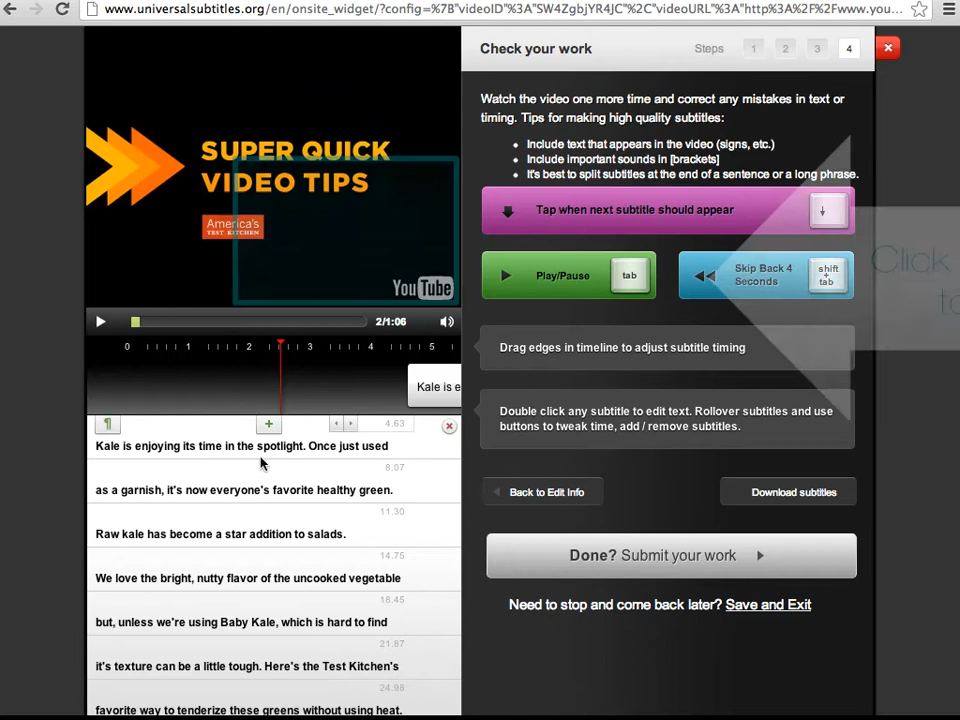 www.universalsubtitles.org/en/onsite_widget/?config=%7B"videoID"%3A"SW4ZgbjYR4JC"%2C"videoURL"%3A"http%3A%2F%2Fwww.you...
SUPER QUICK
VIDEO TIPS
America's
TEST KITCHEN
YouTube
2/1:06
0 1 2 3 4 5
Kale is e
4.63
Kale is enjoying its time in the spotlight. Once just used
8.07
as a garnish, it's now everyone's favorite healthy green.
11.30
Raw kale has become a star addition to salads.
14.75
We love the bright, nutty flavor of the uncooked vegetable
18.45
but, unless we're using Baby Kale, which is hard to find
21.87
it's texture can be a little tough. Here's the Test Kitchen's
24.98
favorite way to tenderize these greens without using heat.
Check your work
Steps 1 2 3 4
Watch the video one more time and correct any mistakes in text or
timing. Tips for making high quality subtitles:
• Include text that appears in the video (signs, etc.)
• Include important sounds in [brackets]
• It's best to split subtitles at the end of a sentence or a long phrase.
Tap when next subtitle should appear
Play/Pause
tab
Skip Back 4
Seconds
shift
+
tab
Click
to
Drag edges in timeline to adjust subtitle timing
Double click any subtitle to edit text. Rollover subtitles and use
buttons to tweak time, add / remove subtitles.
Back to Edit Info
Download subtitles
Done? Submit your work
Need to stop and come back later? Save and Exit